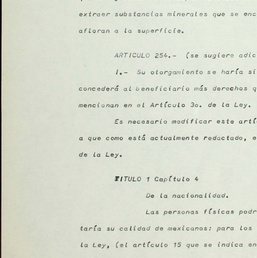 extraer substancias minerales que se enc
afloran a la superficie.
ARTICULO 254.- (se sugiere adic
1.- Su otorgamiento se haría si
concederá al beneficiario más derechos q
mencionan en el Artículo 3o. de la Ley.
Es necesario modificar este artí
a que como está actualmente redactado, e
de la Ley.
TITULO 1 Capítulo 4
De la nacionalidad.
Las personas físicas podr
taría su calidad de mexicanos: para los
la Ley, (el artículo 15 que se indica en